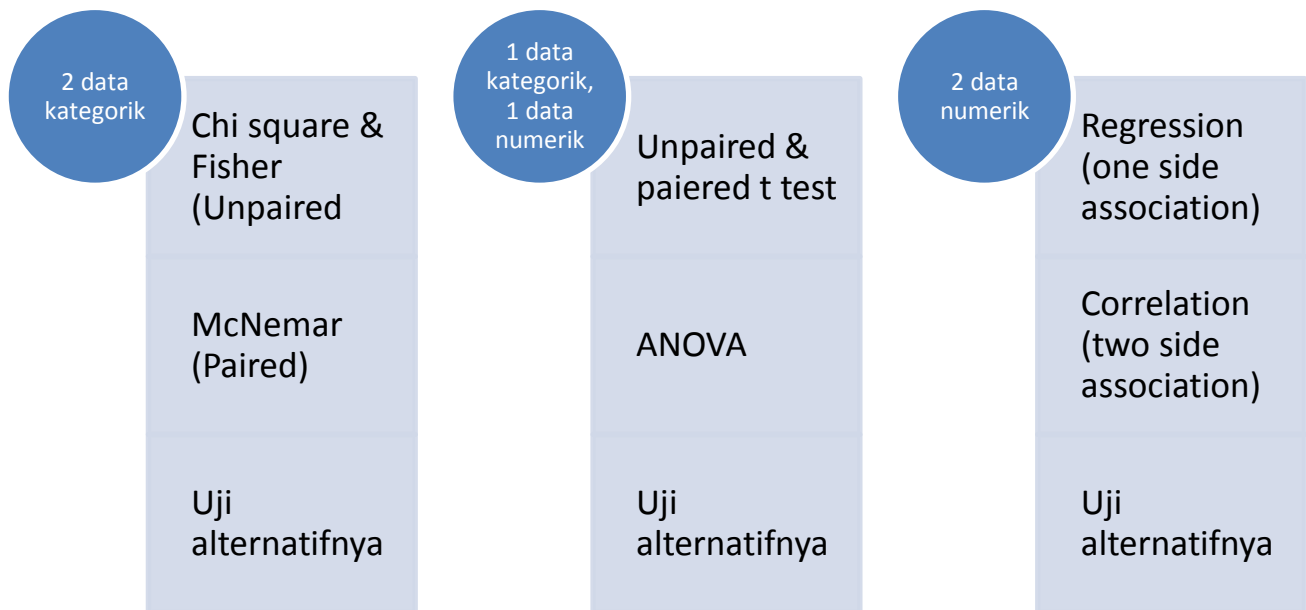 2 data
kategorik
Chi square &
Fisher
(Unpaired
McNemar
(Paired)
Uji
alternatifnya
1 data
kategorik,
1 data
numerik
Unpaired &
paiered t test
ANOVA
Uji
alternatifnya
2 data
numerik
Regression
(one side
association)
Correlation
(two side
association)
Uji
alternatifnya